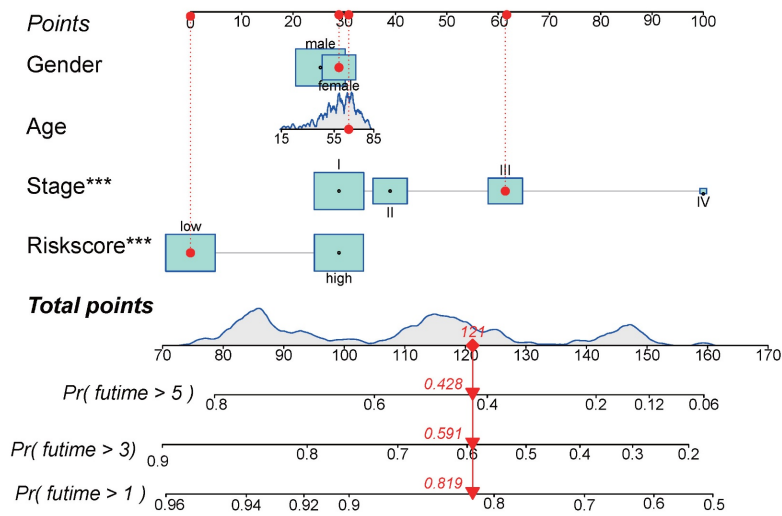 Points
0 10 20 30 40 50 60 70 80 90 100
male
Gender
female
Age
15 55 85
I
III
Stage***
II
IV
low
Riskscore***
high
Total points
121
70 80 90 100 110 120 130 140 150 160 170
0.428
Pr( futime > 5 )
0.8 0.6 0.4 0.2 0.12 0.06
0.591
Pr( futime > 3)
0.9 0.8 0.7 0.6 0.5 0.4 0.3 0.2
0.819
Pr( futime > 1 )
0.96 0.94 0.92 0.9 0.8 0.7 0.6 0.5